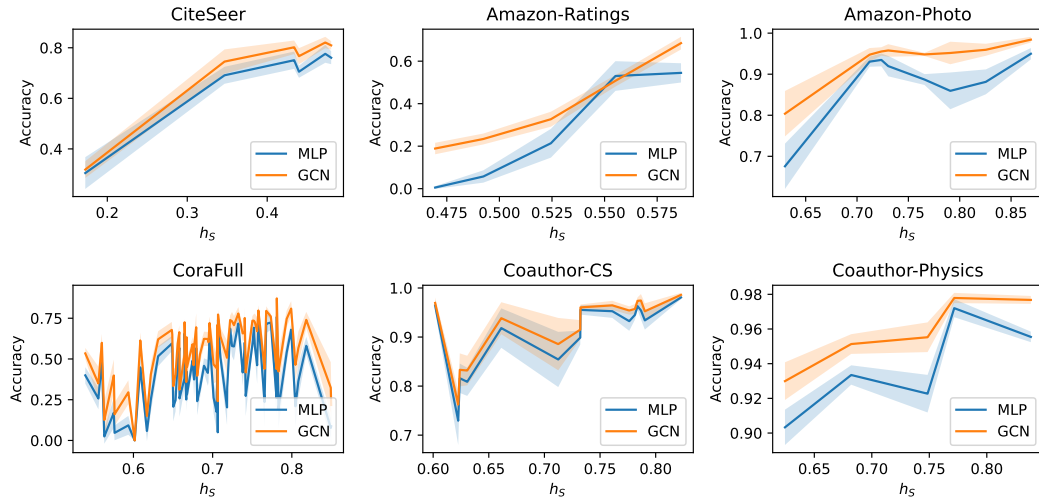 CiteSeer
Accuracy
0.8
0.6
0.4
0.2
0.3
0.4
h_S
MLP
GCN
Amazon-Ratings
Accuracy
0.6
0.4
0.2
0.0
0.475
0.500
0.525
0.550
0.575
h_S
MLP
GCN
Amazon-Photo
Accuracy
1.0
0.9
0.8
0.7
0.65
0.70
0.75
0.80
0.85
h_S
MLP
GCN
CoraFull
Accuracy
0.75
0.50
0.25
0.00
0.6
0.7
0.8
h_S
MLP
GCN
Coauthor-CS
Accuracy
1.0
0.9
0.8
0.7
0.60
0.65
0.70
0.75
0.80
h_S
MLP
GCN
Coauthor-Physics
Accuracy
0.98
0.96
0.94
0.92
0.90
0.65
0.70
0.75
0.80
h_S
MLP
GCN